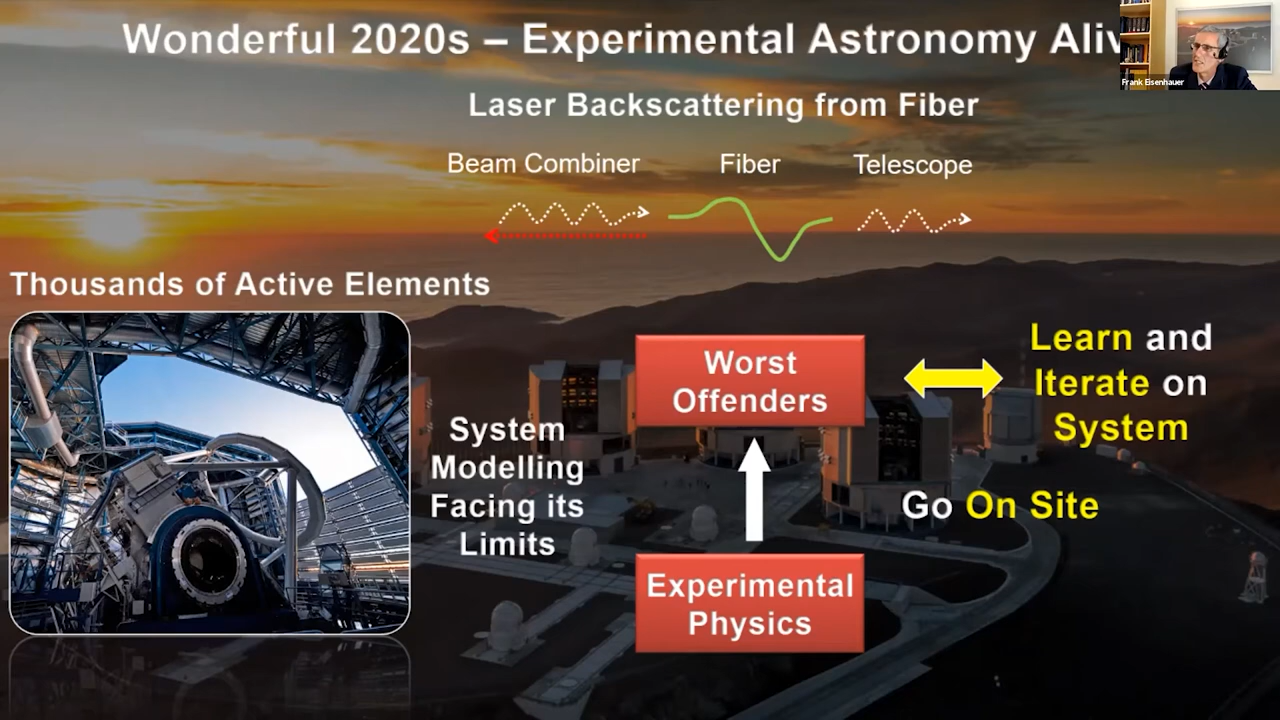 Wonderful 2020s – Experimental Astronomy Aliv
Frank Eisenhauer
Laser Backscattering from Fiber
Beam Combiner
Fiber
Telescope
Thousands of Active Elements
System
Modelling
Facing its
Limits
Worst
Offenders
Learn and
Iterate on
System
Go On Site
Experimental
Physics